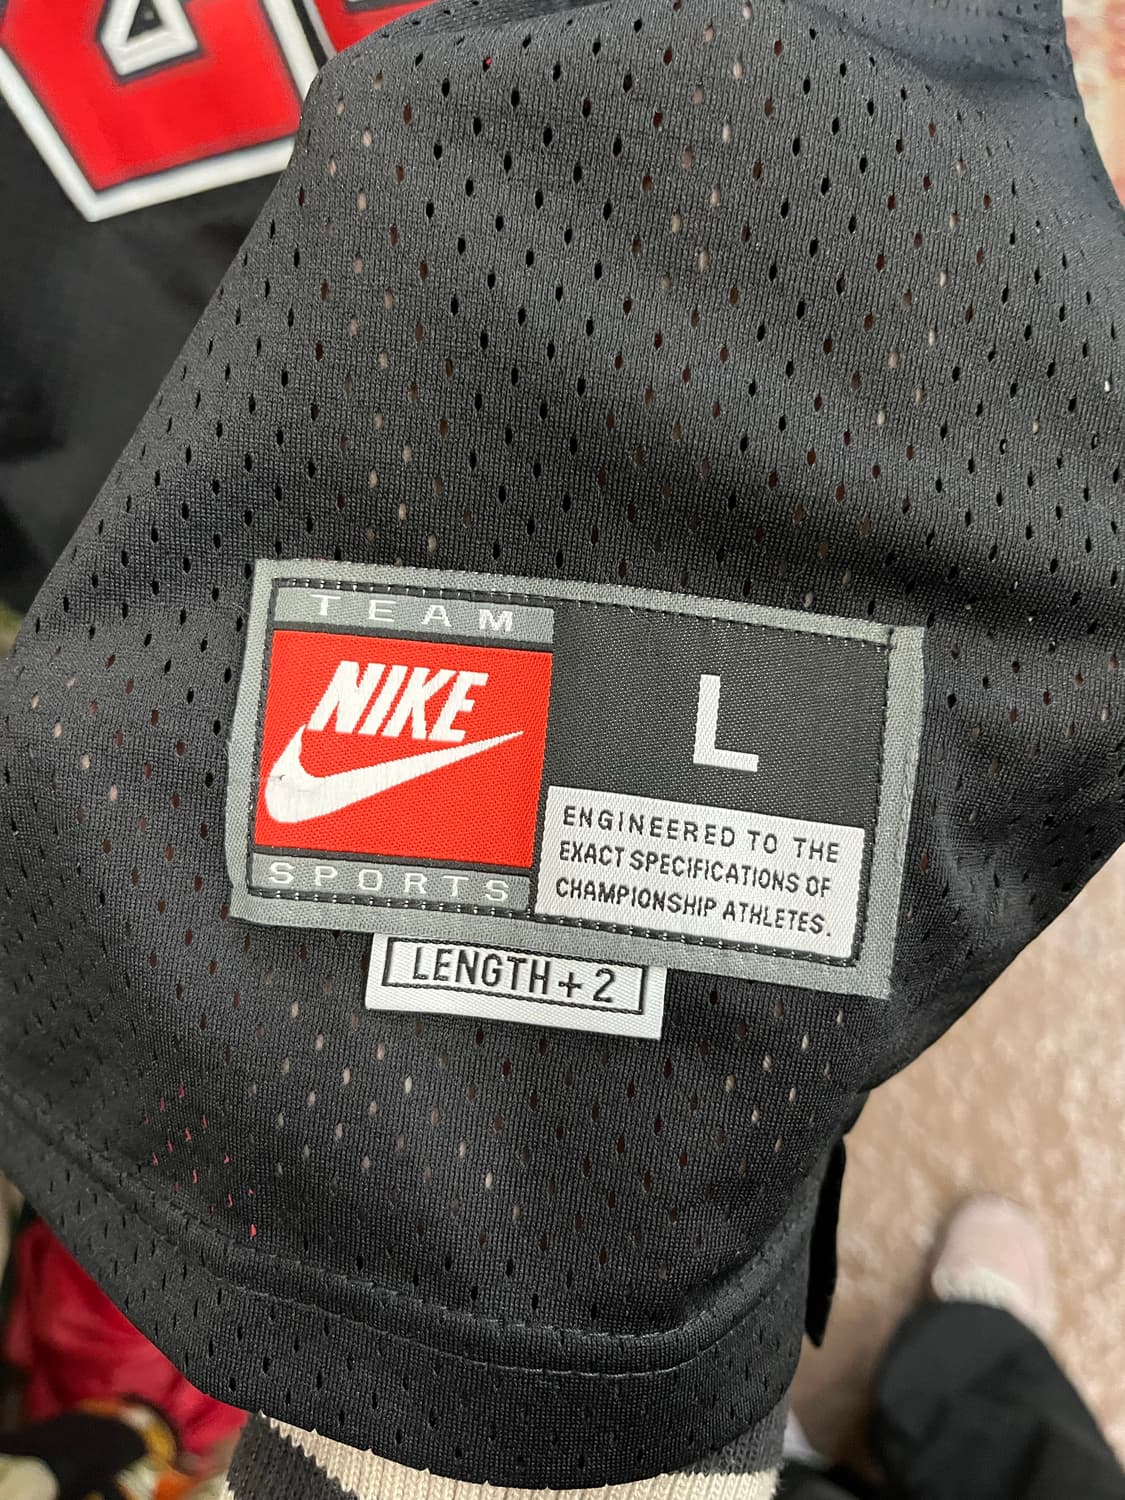 TEAM
NIKE
SPORTS
L
ENGINEERED TO THE
EXACT SPECIFICATIONS OF
CHAMPIONSHIP ATHLETES.
LENGTH + 2